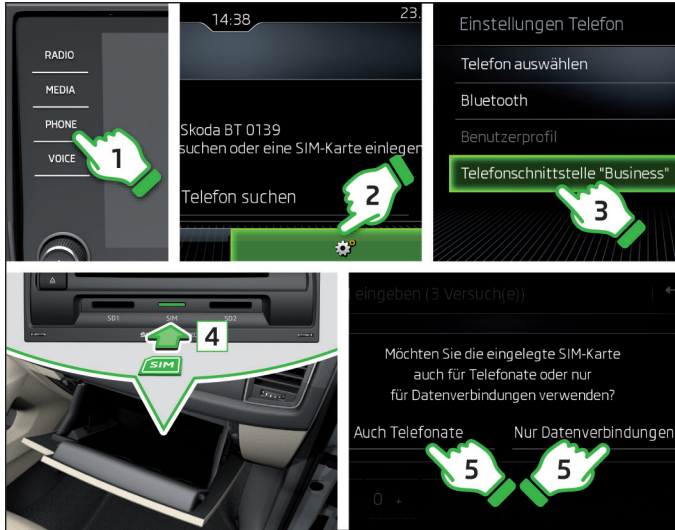 RADIO
MEDIA
PHONE
VOICE
1
14:38
23.
Skoda BT 0139
suchen oder eine SIM-Karte einlegen
Telefon suchen
2
Einstellungen Telefon
Telefon auswählen
Bluetooth
Benutzerprofil
Telefonschnittstelle "Business"
3
SD1
SIM
SD2
4
SIM
eingeben (3 Versuch(e))
Möchten Sie die eingelegte SIM-Karte
auch für Telefonate oder nur
für Datenverbindungen verwenden?
Auch Telefonate
Nur Datenverbindungen
5
5
0 +